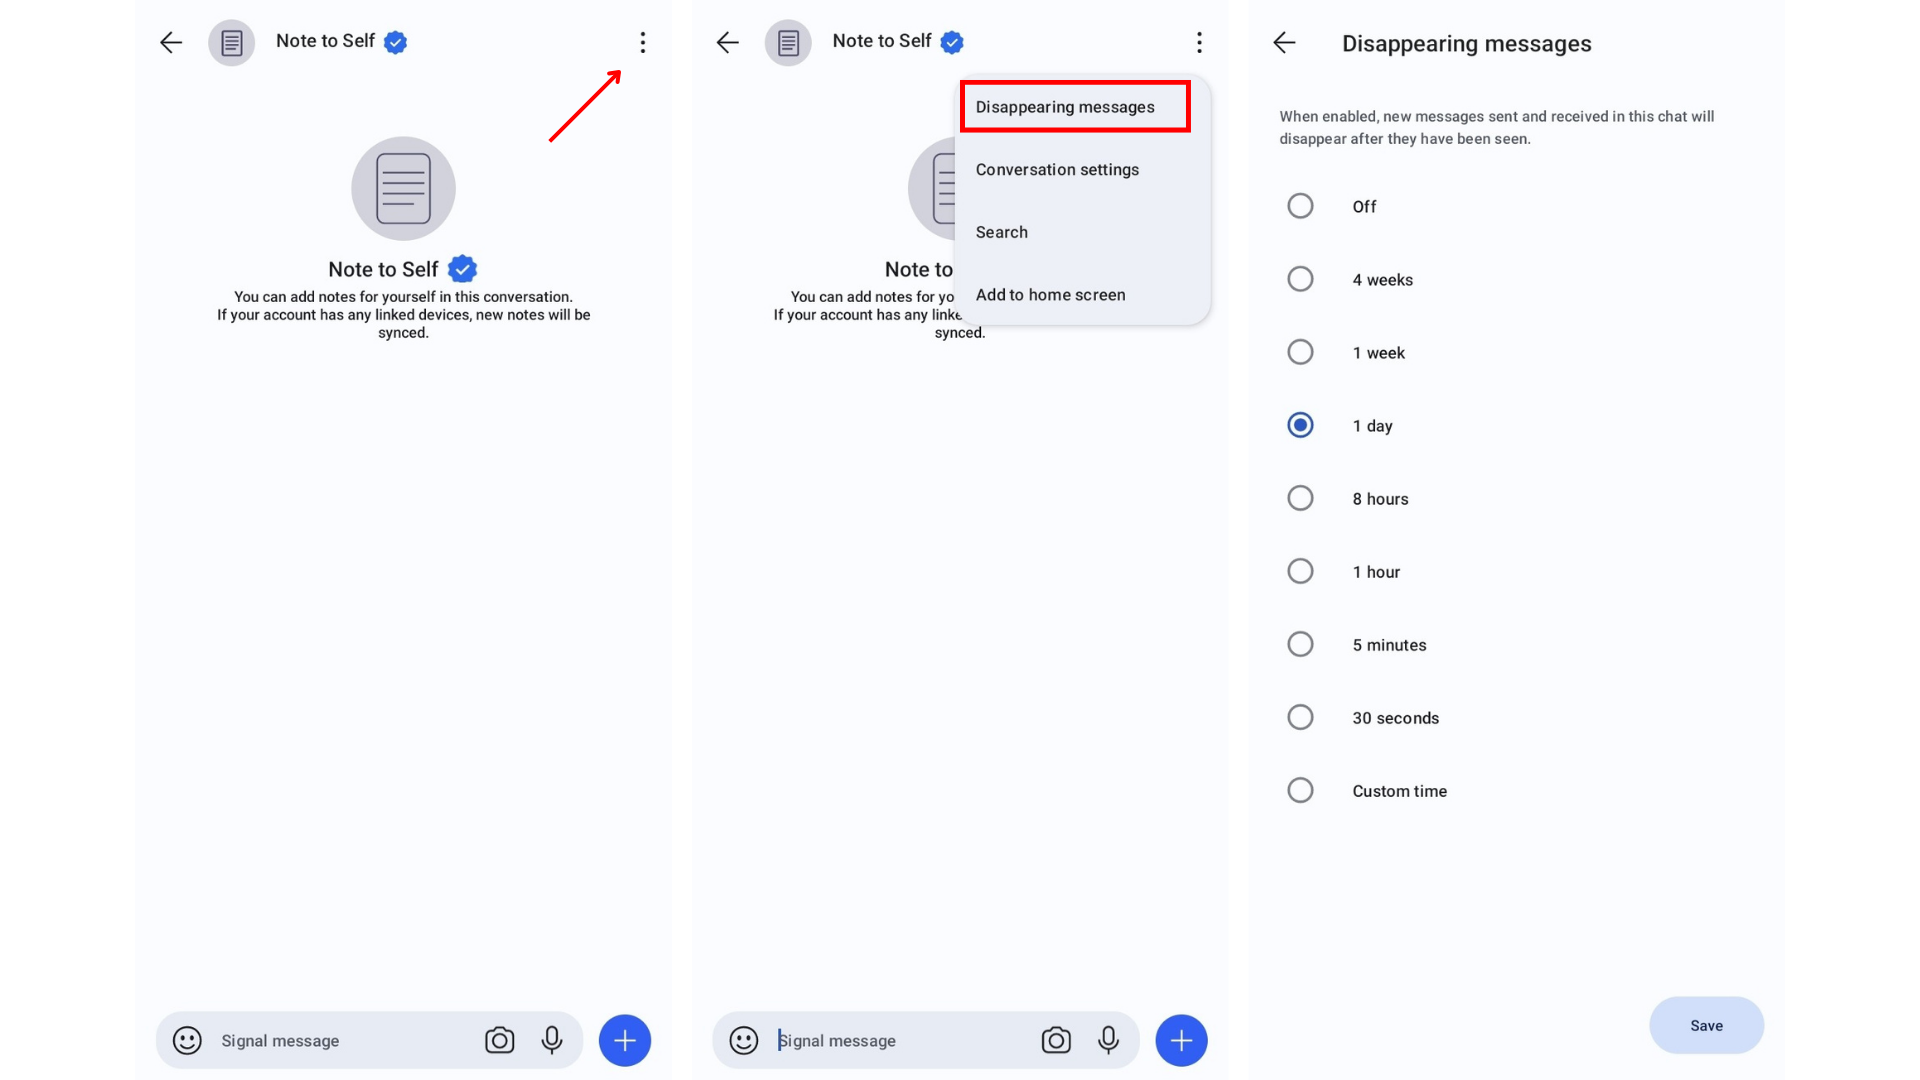 Note to Self
Note to Self
You can add notes for yourself in this conversation.
If your account has any linked devices, new notes will be
synced.
Signal message
Note to Self
Disappearing messages
Conversation settings
Search
Add to home screen
Note to
You can add notes for yo
If your account has any linke
synced.
Signal message
Disappearing messages
When enabled, new messages sent and received in this chat will
disappear after they have been seen.
Off
4 weeks
1 week
1 day
8 hours
1 hour
5 minutes
30 seconds
Custom time
Save